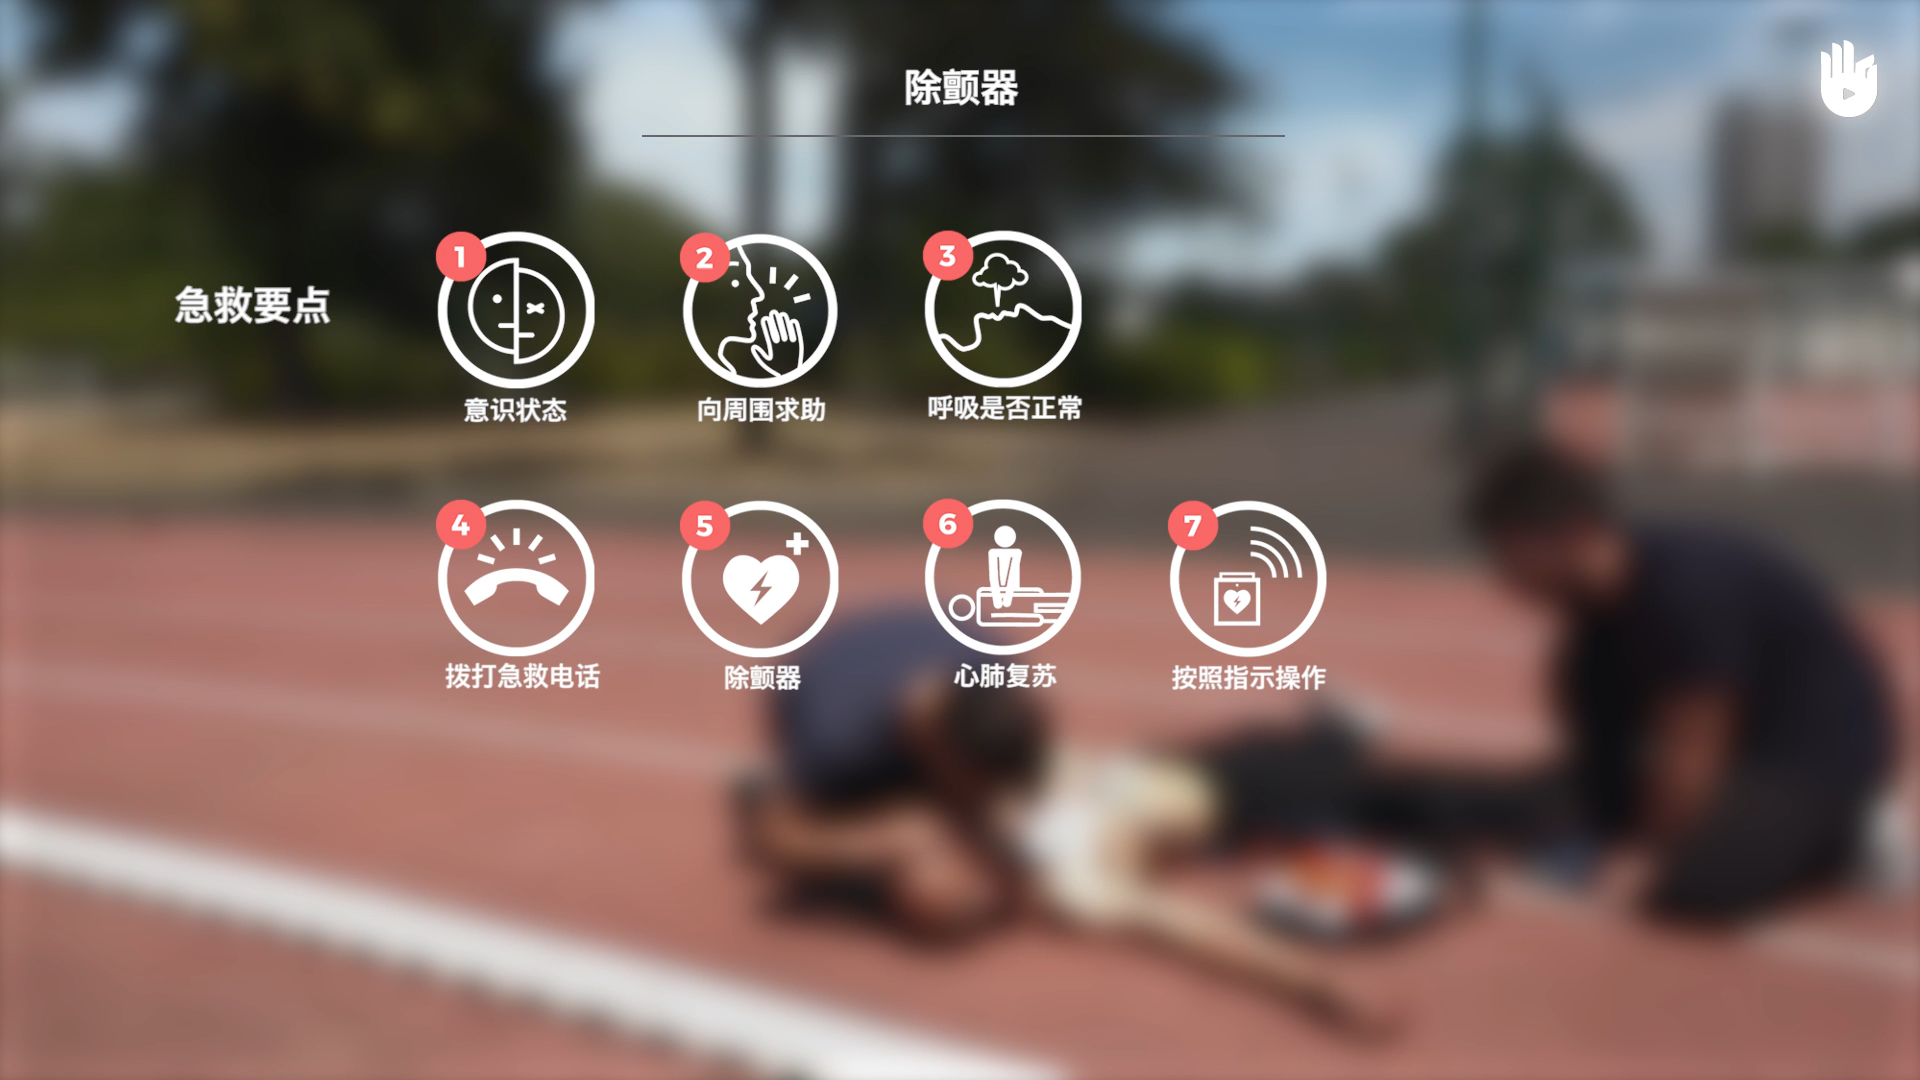 除颤器
急救要点
1
意识状态
2
向周围求助
3
呼吸是否正常
4
拨打急救电话
5
除颤器
6
心肺复苏
7
按照指示操作